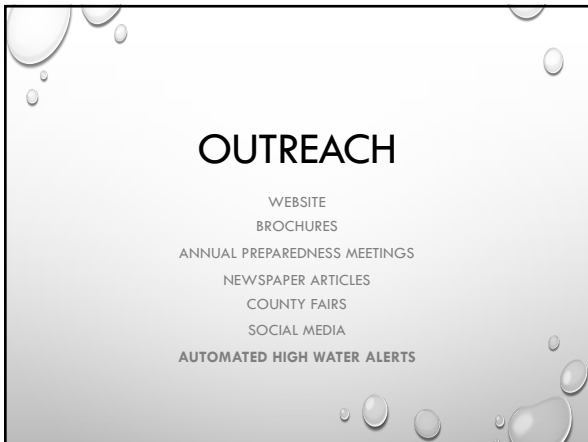 OUTREACH
WEBSITE
BROCHURES
ANNUAL PREPAREDNESS MEETINGS
NEWSPAPER ARTICLES
COUNTY FAIRS
SOCIAL MEDIA
AUTOMATED HIGH WATER ALERTS